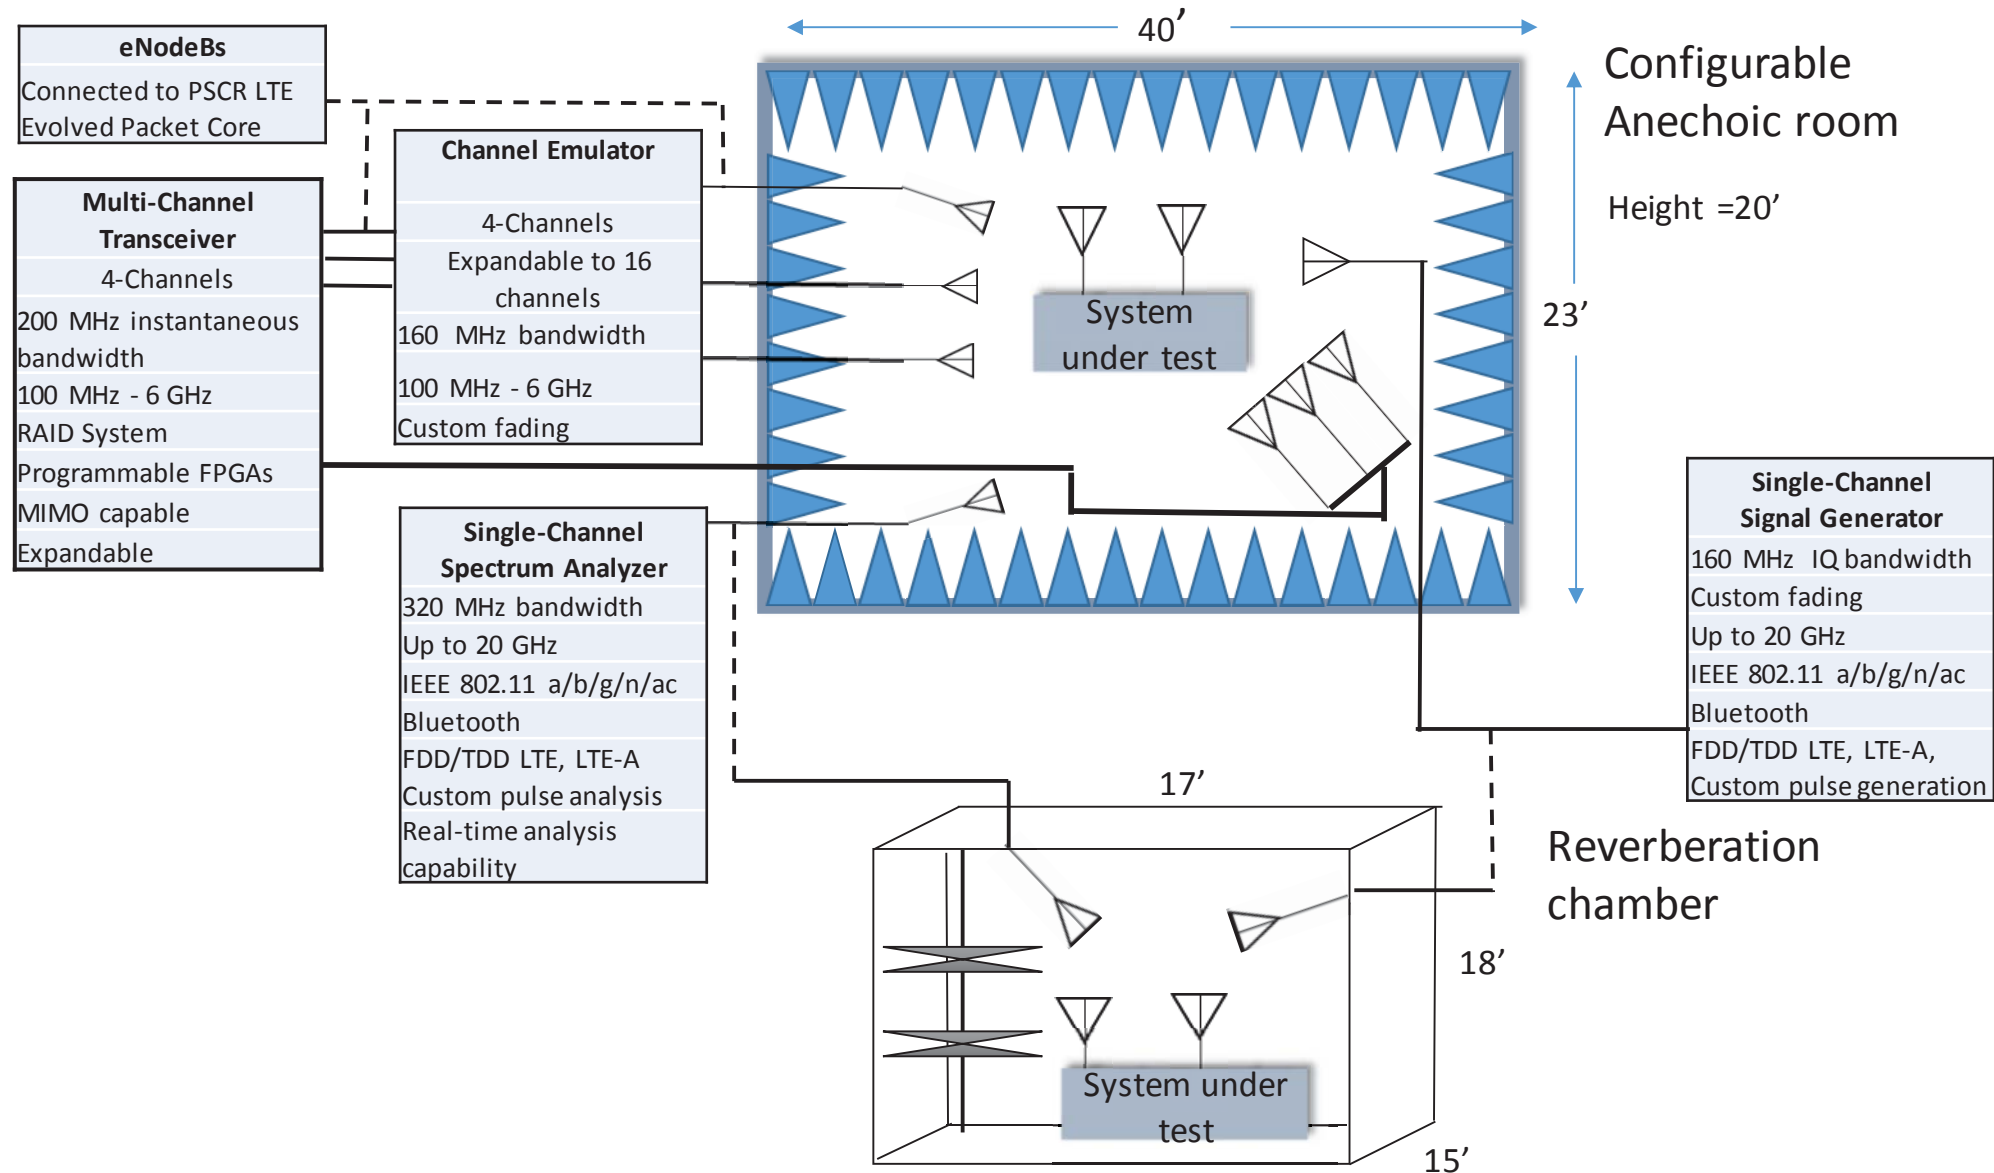 eNodeBs
Connected to PSCR LTE
Evolved Packet Core
Multi-Channel
Transceiver
4-Channels
200 MHz instantaneous
bandwidth
100 MHz - 6 GHz
RAID System
Programmable FPGAs
MIMO capable
Expandable
Channel Emulator
4-Channels
Expandable to 16
channels
160 MHz bandwidth
100 MHz - 6 GHz
Custom fading
Single-Channel
Spectrum Analyzer
320 MHz bandwidth
Up to 20 GHz
IEEE 802.11 a/b/g/n/ac
Bluetooth
FDD/TDD LTE, LTE-A
Custom pulse analysis
Real-time analysis
capability
40’
System
under test
23’
Configurable
Anechoic room
Height =20’
Single-Channel
Signal Generator
160 MHz IQ bandwidth
Custom fading
Up to 20 GHz
IEEE 802.11 a/b/g/n/ac
Bluetooth
FDD/TDD LTE, LTE-A,
Custom pulse generation
17’
Reverberation
chamber
18’
System under
test
15’